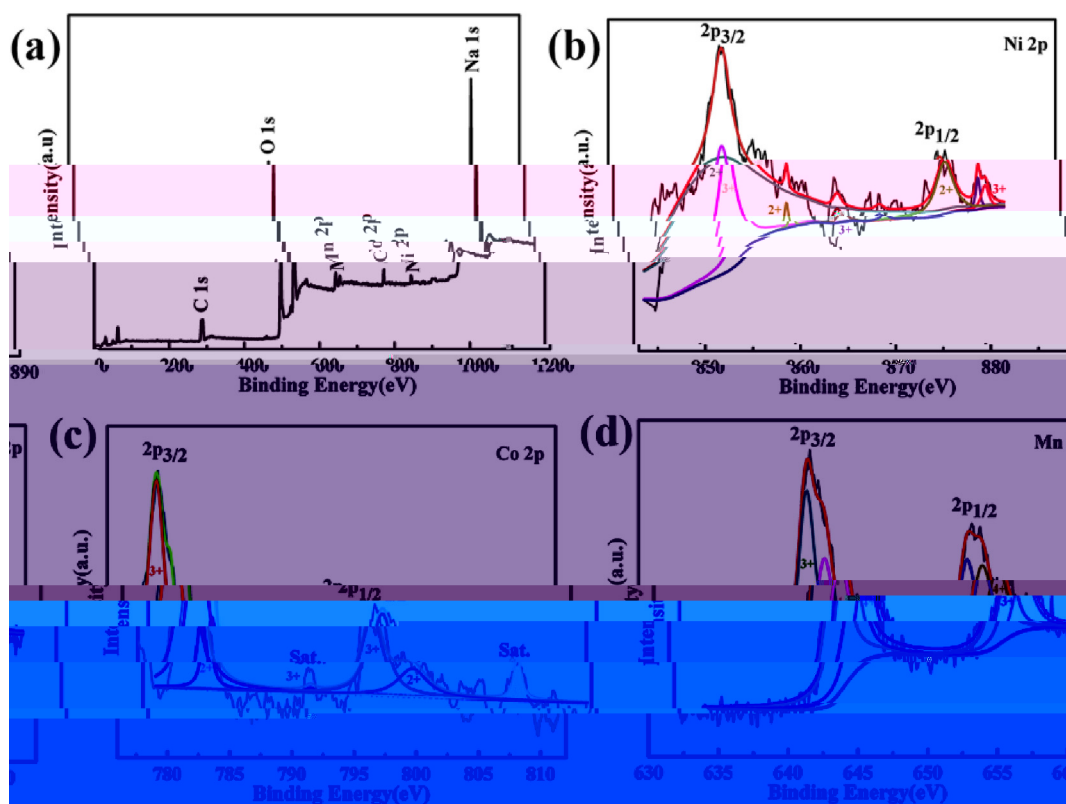 (a)
Intensity(a.u)
C 1s
O 1s
Mn 2p
Ni 2p
Na 1s
0 200 400 600 800 1000 1200
Binding Energy(eV)
(b)
Ni 2p
Intensity(a.u.)
2p3/2
2p1/2
2+
3+
2+
3+
2+
3+
850 860 870 880
Binding Energy(eV)
890
2p
(c)
Co 2p
2p3/2
3+
2+
Sat.
3+
3+
2+
Sat.
780 785 790 795 800 805 810
Binding Energy(eV)
(d)
Mn
2p3/2
2p1/2
3+
630 635 640 645 650 655
Binding Energy(eV)